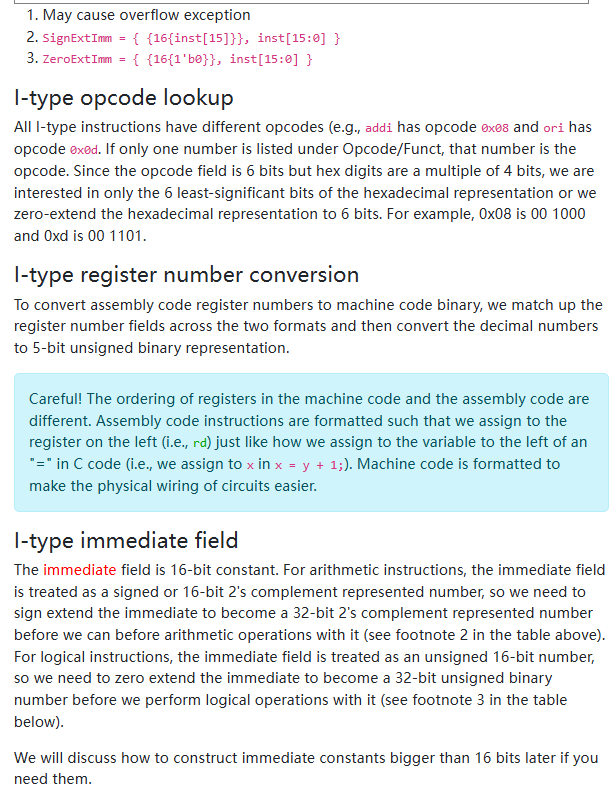 1. May cause overflow exception
2. SignExtImm = { {16{inst[15]}}, inst[15:0] }
3. ZeroExtImm = { {16{1'b0}}, inst[15:0] }
I-type opcode lookup
All I-type instructions have different opcodes (e.g., addi has opcode 0x08 and ori has
opcode 0x0d. If only one number is listed under Opcode/Funct, that number is the
opcode. Since the opcode field is 6 bits but hex digits are a multiple of 4 bits, we are
interested in only the 6 least-significant bits of the hexadecimal representation or we
zero-extend the hexadecimal representation to 6 bits. For example, 0x08 is 00 1000
and 0xd is 00 1101.
I-type register number conversion
To convert assembly code register numbers to machine code binary, we match up the
register number fields across the two formats and then convert the decimal numbers
to 5-bit unsigned binary representation.
Careful! The ordering of registers in the machine code and the assembly code are
different. Assembly code instructions are formatted such that we assign to the
register on the left (i.e., rd) just like how we assign to the variable to the left of an
"=" in C code (i.e., we assign to x in x = y + 1;). Machine code is formatted to
make the physical wiring of circuits easier.
I-type immediate field
The immediate field is 16-bit constant. For arithmetic instructions, the immediate field
is treated as a signed or 16-bit 2's complement represented number, so we need to
sign extend the immediate to become a 32-bit 2's complement represented number
before we can before arithmetic operations with it (see footnote 2 in the table above).
For logical instructions, the immediate field is treated as an unsigned 16-bit number,
so we need to zero extend the immediate to become a 32-bit unsigned binary
number before we perform logical operations with it (see footnote 3 in the table
below).
We will discuss how to construct immediate constants bigger than 16 bits later if you
need them.